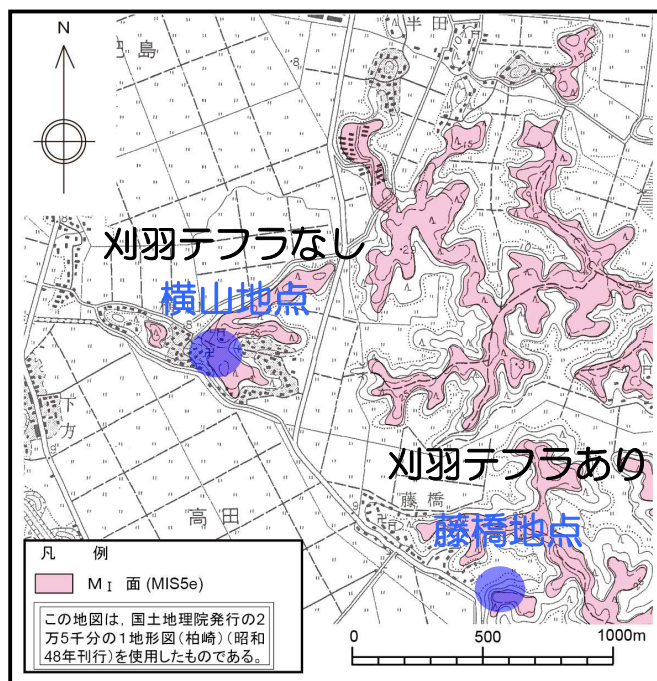 N
半田
刈羽テフラなし
横山地点
下方
刈羽テフラあり
藤橋
藤橋地点
高田
凡 例
MⅠ 面 (MIS5e)
この地図は，国土地理院発行の2
万5千分の1地形図（柏崎）（昭和
48年刊行）を使用したものである。
0 500 1000m